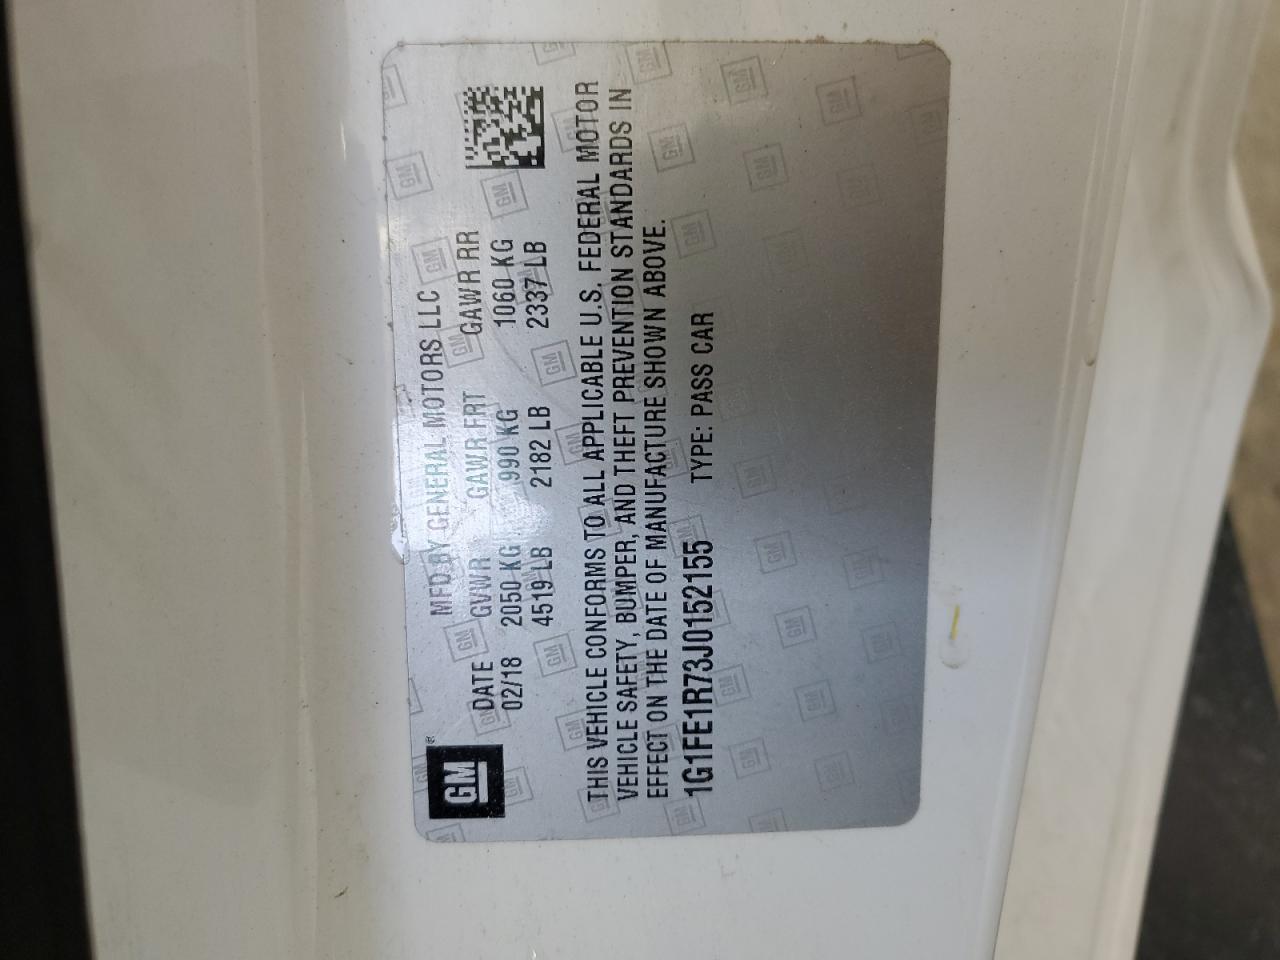 GM®
MFD BY GENERAL MOTORS LLC
DATE GVWR GAWR FRT GAWR RR
02/18 2050 KG 990 KG 1060 KG
4519 LB 2182 LB 2337 LB
THIS VEHICLE CONFORMS TO ALL APPLICABLE U.S. FEDERAL MOTOR
VEHICLE SAFETY, BUMPER, AND THEFT PREVENTION STANDARDS IN
EFFECT ON THE DATE OF MANUFACTURE SHOWN ABOVE.
1G1FE1R73J0152155 TYPE: PASS CAR